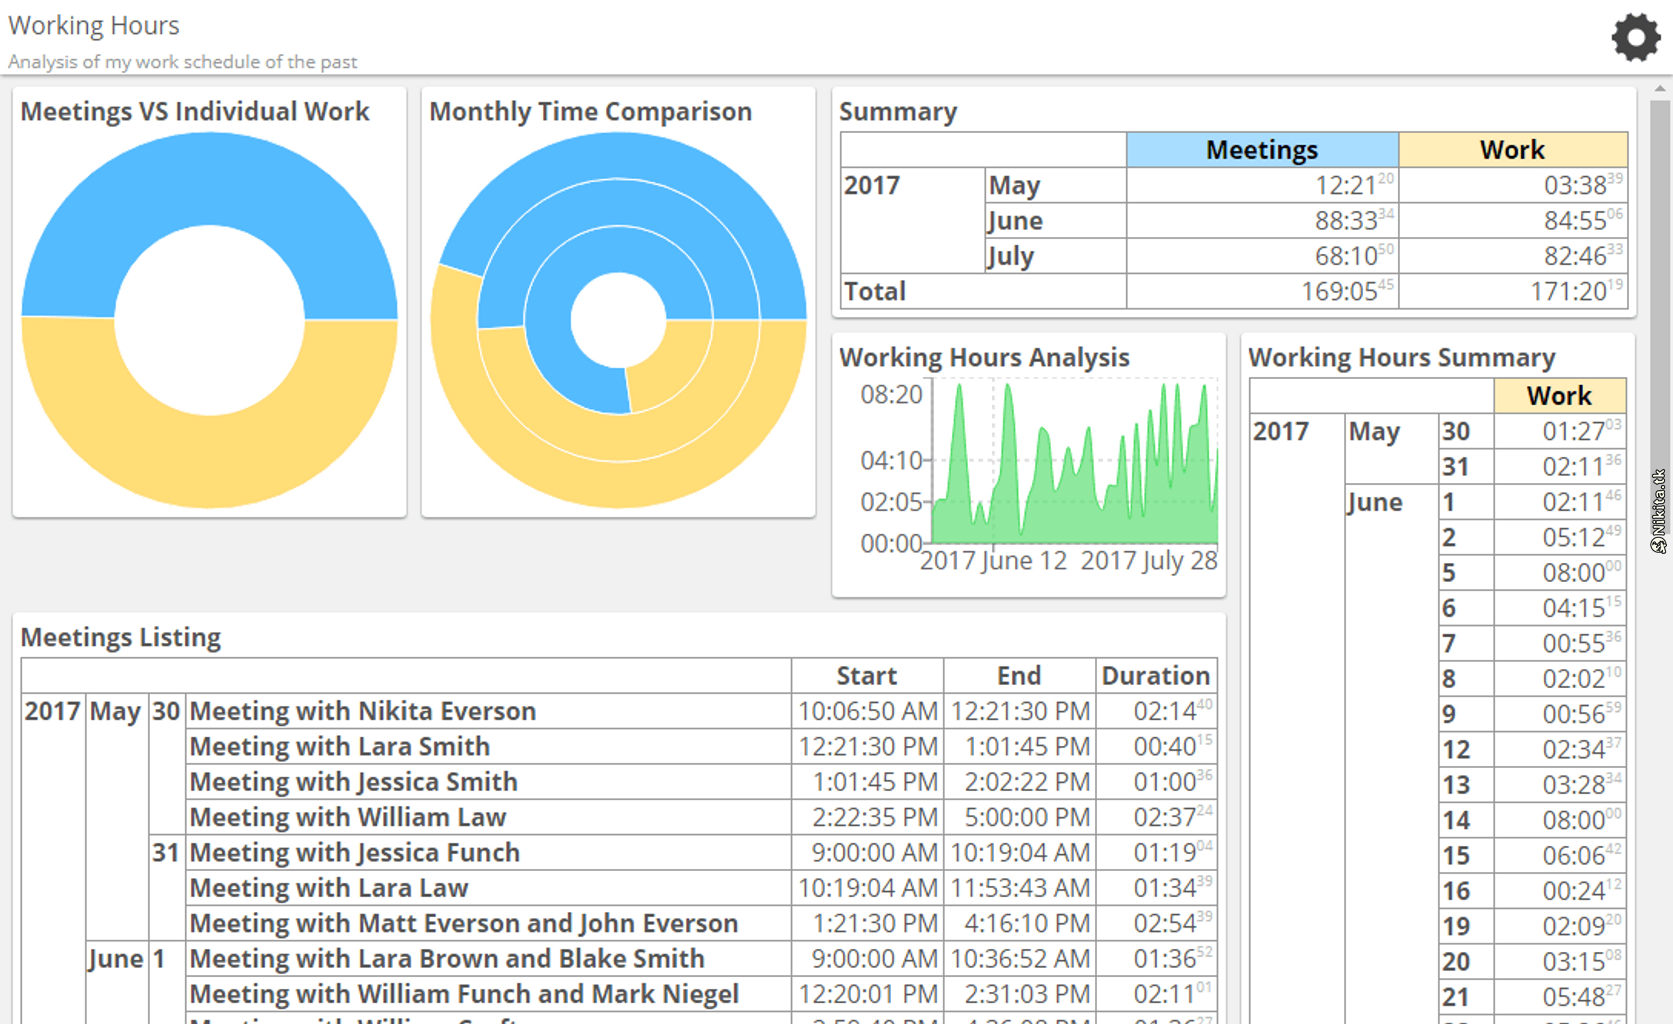 Working Hours
Analysis of my work schedule of the past
Meetings VS Individual Work
Monthly Time Comparison
Summary
Meetings Work
2017 May 12:21 20 03:38 39
June 88:33 34 84:55 06
July 68:10 50 82:46 33
Total 169:05 45 171:20 19
Working Hours Analysis
08:20
04:10
02:05
00:00
2017 June 12 2017 July 28
Working Hours Summary
Work
2017 May 30 01:27 03
31 02:11 36
June 1 02:11 46
2 05:12 49
5 08:00 00
6 04:15 15
7 00:55 36
8 02:02 10
9 00:56 59
12 02:34 37
13 03:28 34
14 08:00 00
15 06:06 42
16 00:24 12
19 02:09 20
20 03:15 08
21 05:48 27
Meetings Listing
Start End Duration
2017 May 30 Meeting with Nikita Everson 10:06:50 AM 12:21:30 PM 02:14 40
Meeting with Lara Smith 12:21:30 PM 1:01:45 PM 00:40 15
Meeting with Jessica Smith 1:01:45 PM 2:02:22 PM 01:00 36
Meeting with William Law 2:22:35 PM 5:00:00 PM 02:37 24
31 Meeting with Jessica Funch 9:00:00 AM 10:19:04 AM 01:19 04
Meeting with Lara Law 10:19:04 AM 11:53:43 AM 01:34 39
Meeting with Matt Everson and John Everson 1:21:30 PM 4:16:10 PM 02:54 39
June 1 Meeting with Lara Brown and Blake Smith 9:00:00 AM 10:36:52 AM 01:36 52
Meeting with William Funch and Mark Niegel 12:20:01 PM 2:31:03 PM 02:11 01
Nikita.tk